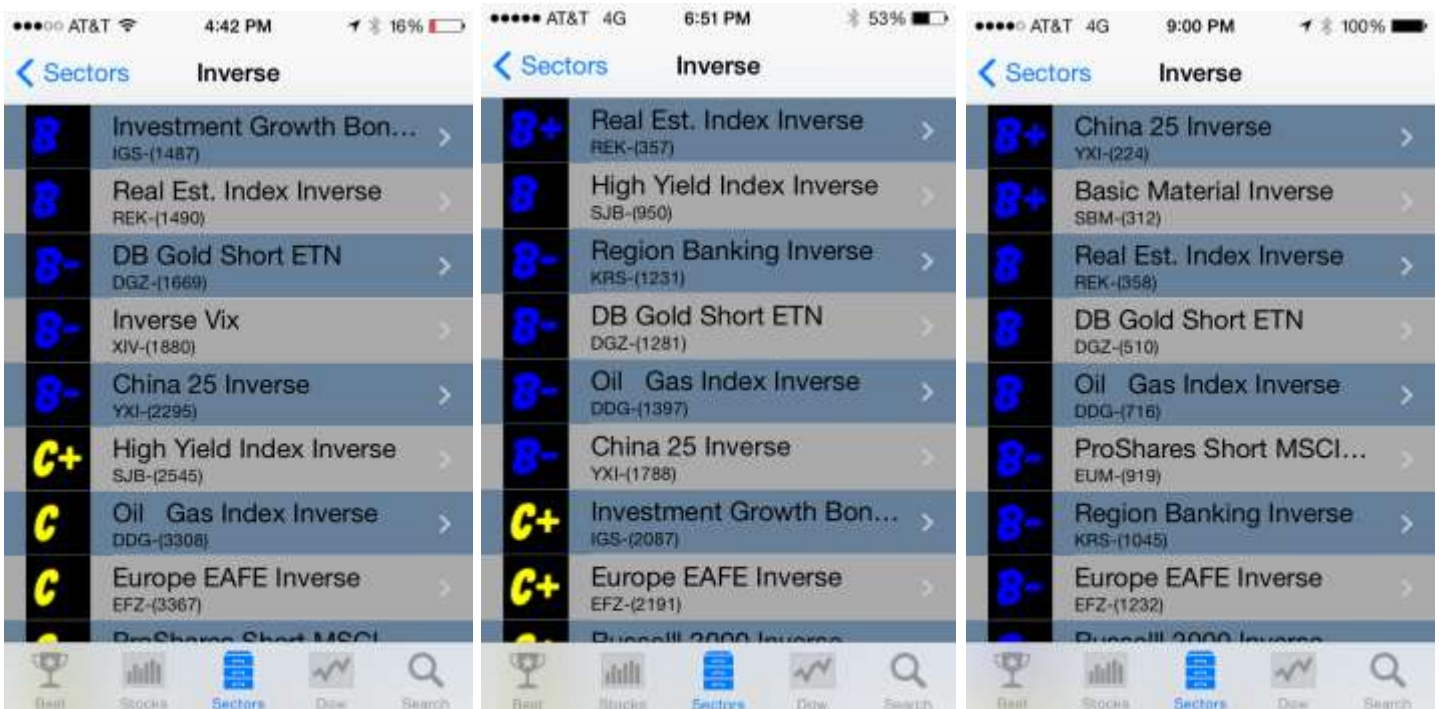 AT&T 4:42 PM 16%
Sectors Inverse
B Investment Growth Bon...
IGS-(1487)
B Real Est. Index Inverse
REK-(1490)
B- DB Gold Short ETN
DGZ-(1669)
B- Inverse Vix
XIV-(1880)
B- China 25 Inverse
YXI-(2295)
C+ High Yield Index Inverse
SJB-(2545)
C Oil Gas Index Inverse
DDG-(3308)
C Europe EAFE Inverse
EFZ-(3367)
ProShares Short MSCI
Best Stocks Sectors Dow Search
AT&T 4G 6:51 PM 53%
Sectors Inverse
B+ Real Est. Index Inverse
REK-(357)
B High Yield Index Inverse
SJB-(950)
B- Region Banking Inverse
KRS-(1231)
B- DB Gold Short ETN
DGZ-(1281)
B- Oil Gas Index Inverse
DDG-(1397)
B- China 25 Inverse
YXI-(1788)
C+ Investment Growth Bon...
IGS-(2087)
C+ Europe EAFE Inverse
EFZ-(2191)
2000 Inverse
Best Stocks Sectors Dow Search
AT&T 4G 9:00 PM 100%
Sectors Inverse
B+ China 25 Inverse
YXI-(224)
B+ Basic Material Inverse
SBM-(312)
B Real Est. Index Inverse
REK-(358)
B DB Gold Short ETN
DGZ-(510)
B Oil Gas Index Inverse
DDG-(716)
B- ProShares Short MSCI...
EUM-(919)
B- Region Banking Inverse
KRS-(1045)
B- Europe EAFE Inverse
EFZ-(1232)
2000 Inverse
Best Stocks Sectors Dow Search